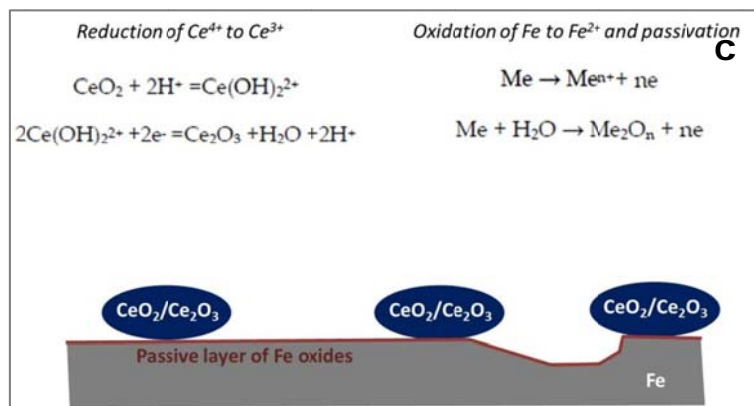 Reduction of Ce⁴⁺ to Ce³⁺
CeO₂ + 2H⁺ =Ce(OH)₂²⁺
2Ce(OH)₂²⁺ +2e⁻ =Ce₂O₃ +H₂O +2H⁺
Oxidation of Fe to Fe²⁺ and passivation
C
Me → Meⁿ⁺+ ne
Me + H₂O → Me₂Oₙ + ne
CeO₂/Ce₂O₃
CeO₂/Ce₂O₃
CeO₂/Ce₂O₃
Passive layer of Fe oxides
Fe